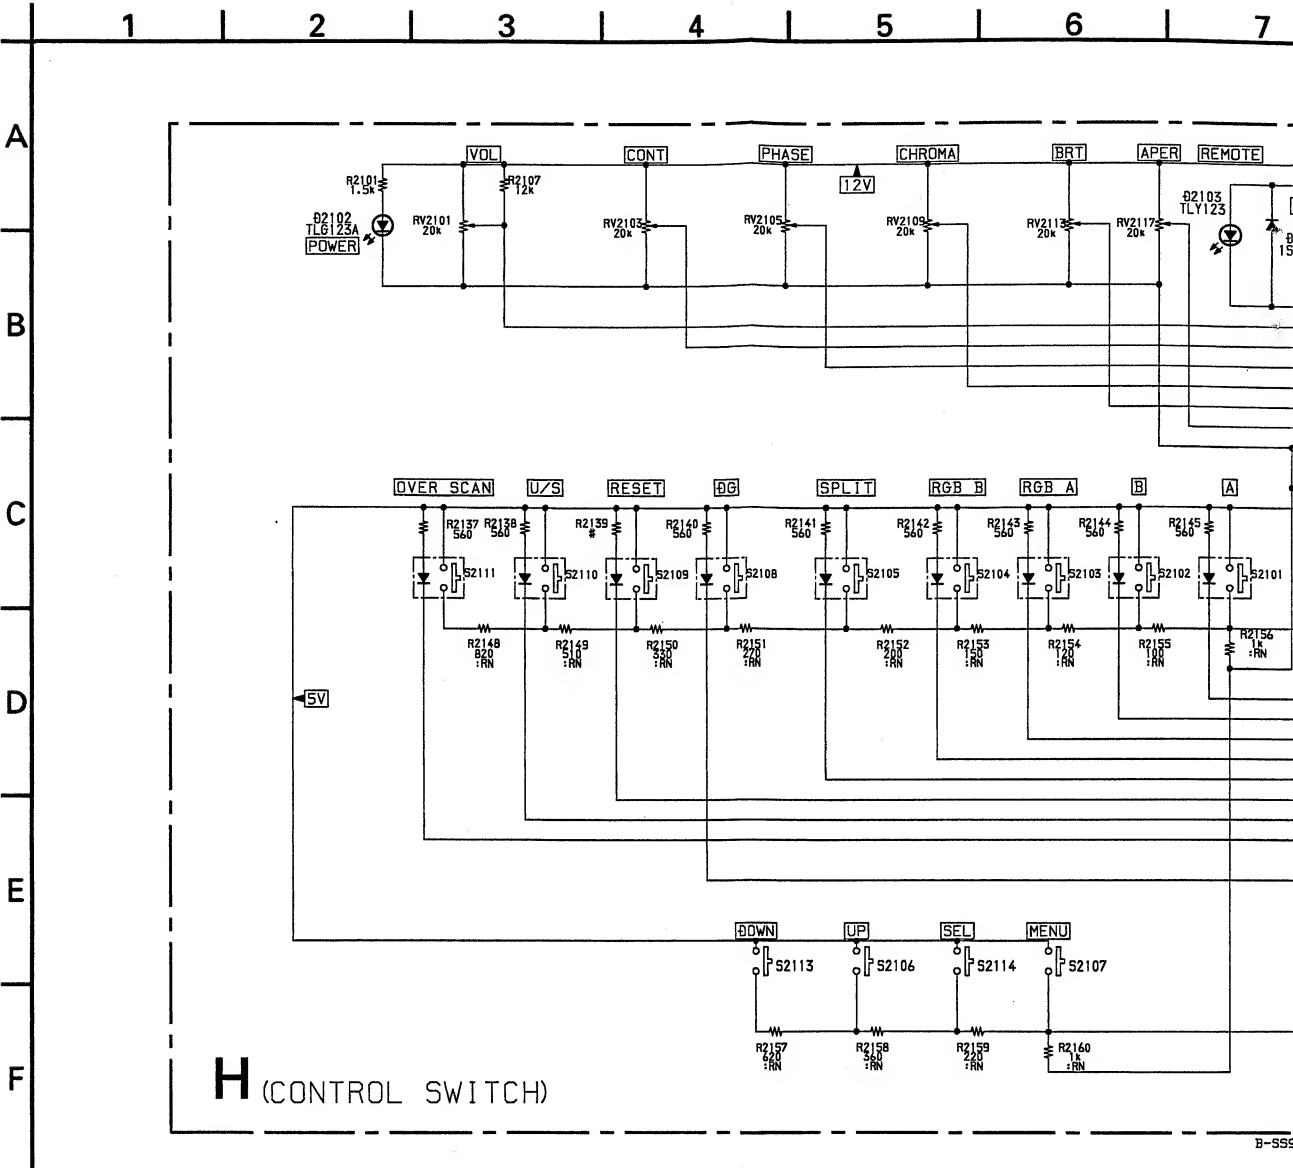 1 2 3 4 5 6 7
A
VOL CONT PHASE CHROMA BRT APER REMOTE
12V
R2101
1.5k
R2107
12k
D2102
TLG123A
POWER
RV2101
20k
RV2103
20k
RV2105
20k
RV2109
20k
RV2113
20k
RV2117
20k
D2103
TLY123
B
C
OVER SCAN U/S RESET DG SPLIT RGB B RGB A B A
R2137
560
R2138
560
R2139
#
R2140
560
R2141
560
R2142
560
R2143
560
R2144
560
R2145
560
S2111 S2110 S2109 S2108 S2105 S2104 S2103 S2102 S2101
R2148
820
:RN
R2149
510
:RN
R2150
330
:RN
R2151
270
:RN
R2152
200
:RN
R2153
150
:RN
R2154
120
:RN
R2155
100
:RN
R2156
1k
:RN
D
5V
E
DOWN UP SEL MENU
S2113 S2106 S2114 S2107
R2157
620
:RN
R2158
360
:RN
R2159
220
:RN
R2160
1k
:RN
F
H (CONTROL SWITCH)